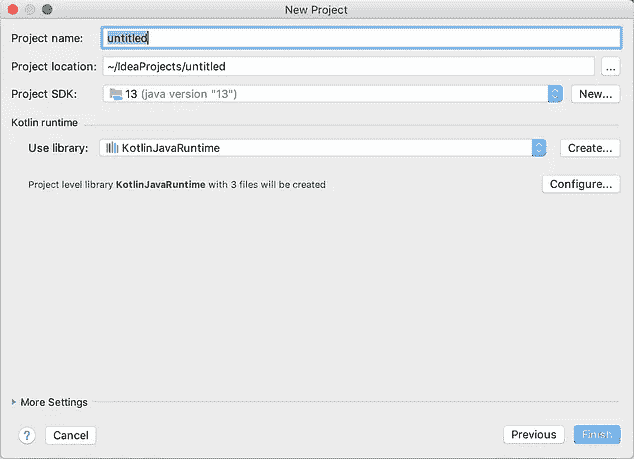 New Project
Project name: untitled
Project location: ~/IdeaProjects/untitled ...
Project SDK: 13 (java version "13") New...
Kotlin runtime
Use library: KotlinJavaRuntime Create...
Project level library KotlinJavaRuntime with 3 files will be created Configure...
More Settings
? Cancel Previous Finish